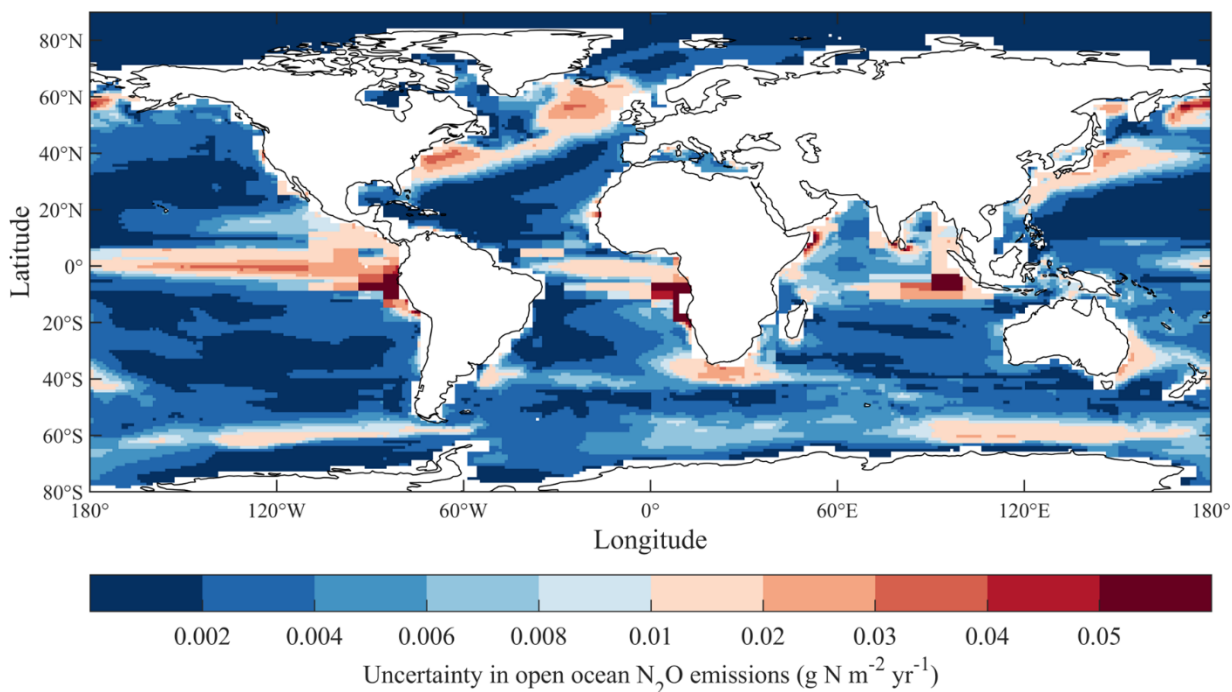 80°N
60°N
40°N
20°N
0°
20°S
40°S
60°S
80°S
Latitude
180° 120°W 60°W 0° 60°E 120°E 180°
Longitude
0.002 0.004 0.006 0.008 0.01 0.02 0.03 0.04 0.05
Uncertainty in open ocean N₂O emissions (g N m⁻² yr⁻¹)